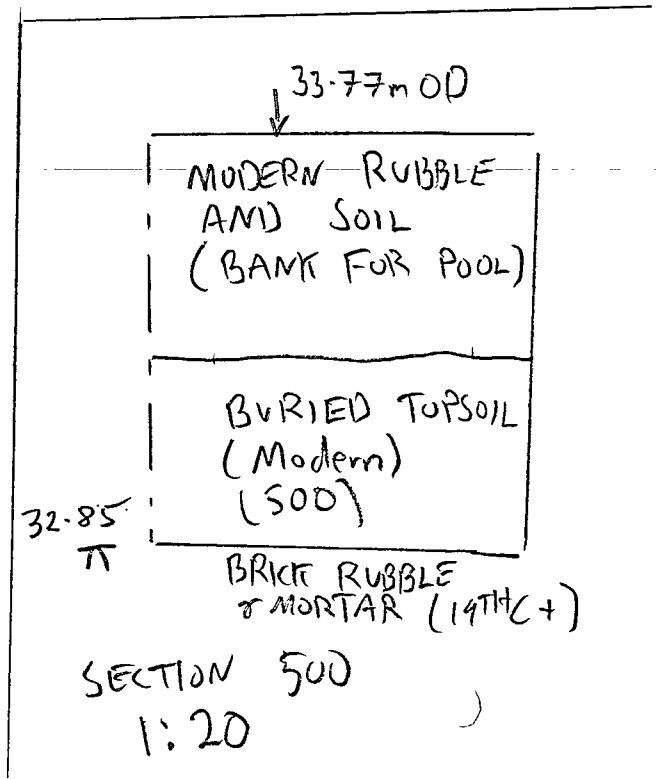 33.77m OD
MODERN RUBBLE
AND SOIL
(BANK FOR POOL)
BURIED TOPSOIL
(Modern)
(500)
32.85
BRICK RUBBLE
& MORTAR (19THC+)
SECTION 500
1:20